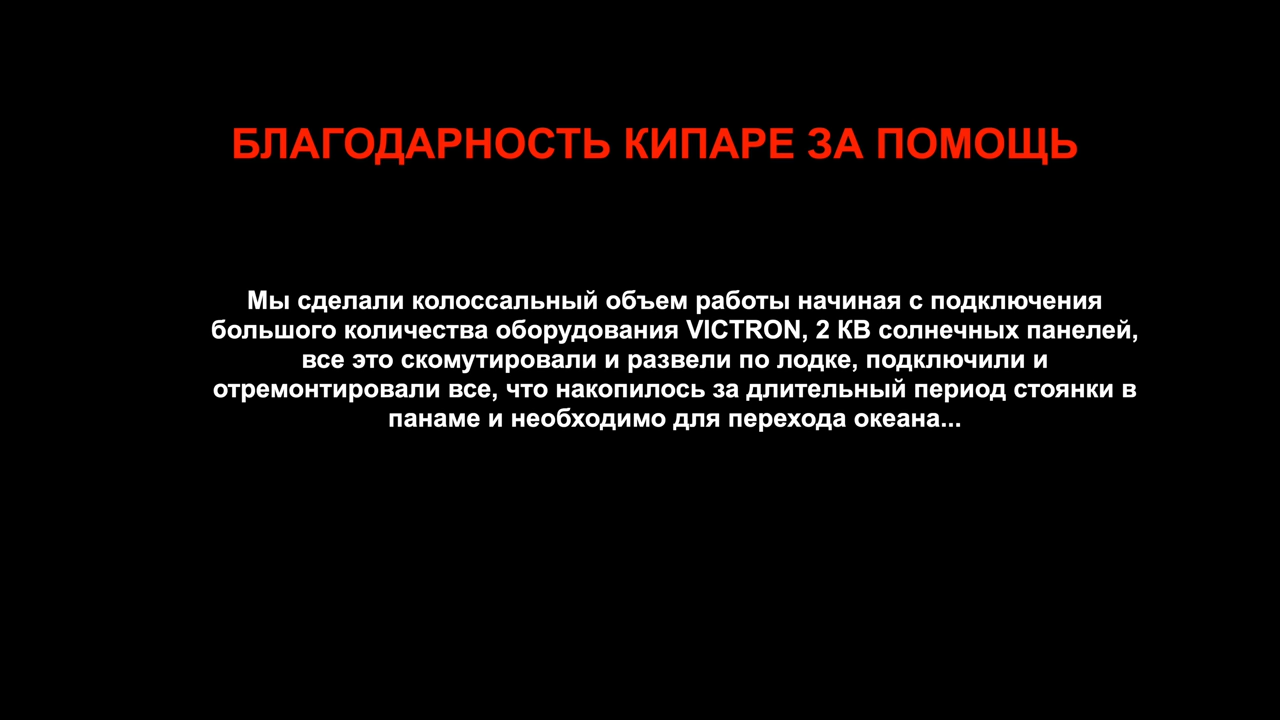 БЛАГОДАРНОСТЬ КИПАРЕ ЗА ПОМОЩЬ
Мы сделали колоссальный объем работы начиная с подключения
большого количества оборудования VICTRON, 2 КВ солнечных панелей,
все это скомутировали и развели по лодке, подключили и
отремонтировали все, что накопилось за длительный период стоянки в
панаме и необходимо для перехода океана...